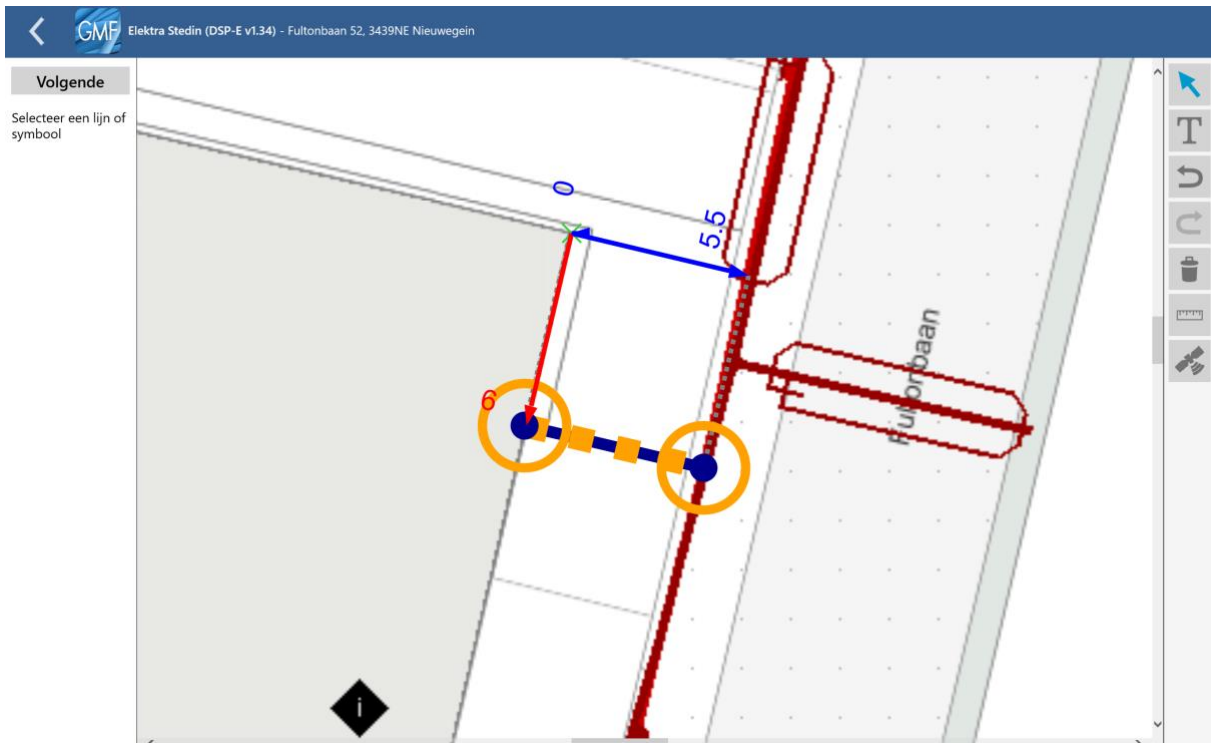 GMF
Elektra Stedin (DSP-E v1.34) - Fultonbaan 52, 3439NE Nieuwegein
Volgende
Selecteer een lijn of
symbool
0
5.5
6
Fultonbaan
i
T